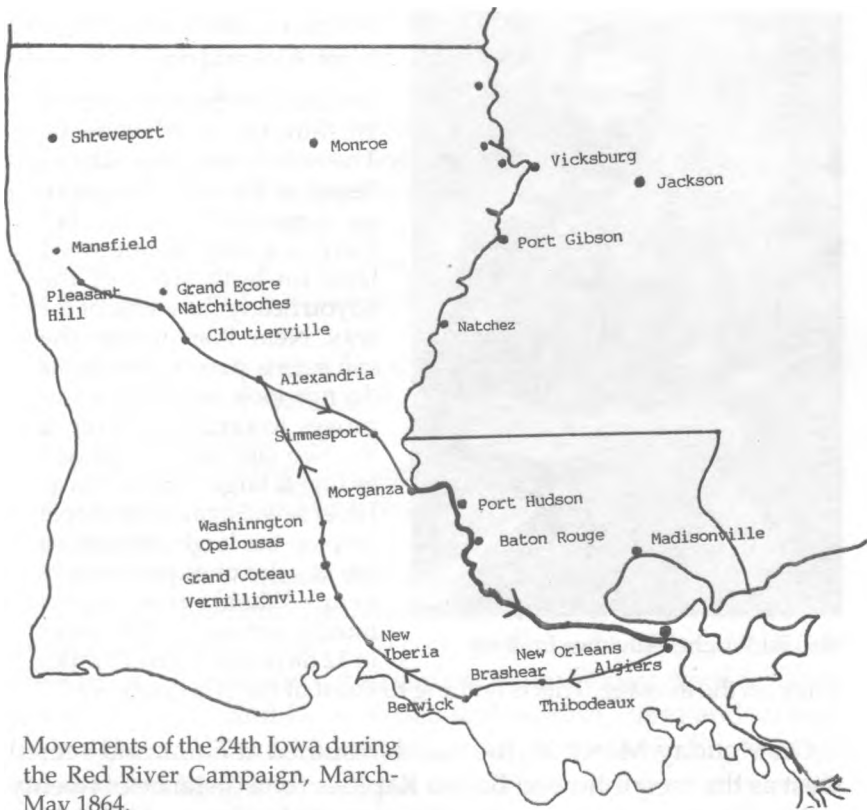 Shreveport
Monroe
Vicksburg
Jackson
Mansfield
Port Gibson
Pleasant
Hill
Grand Ecore
Natchitoches
Natchez
Cloutierville
Alexandria
Simmesport
Morganza
Port Hudson
Washinngton
Opelousas
Baton Rouge
Madisonville
Grand Coteau
Vermillionville
New
Iberia
New Orleans
Brashear
Algiers
Berwick
Thibodeaux
Movements of the 24th Iowa during
the Red River Campaign, March-
May 1864.